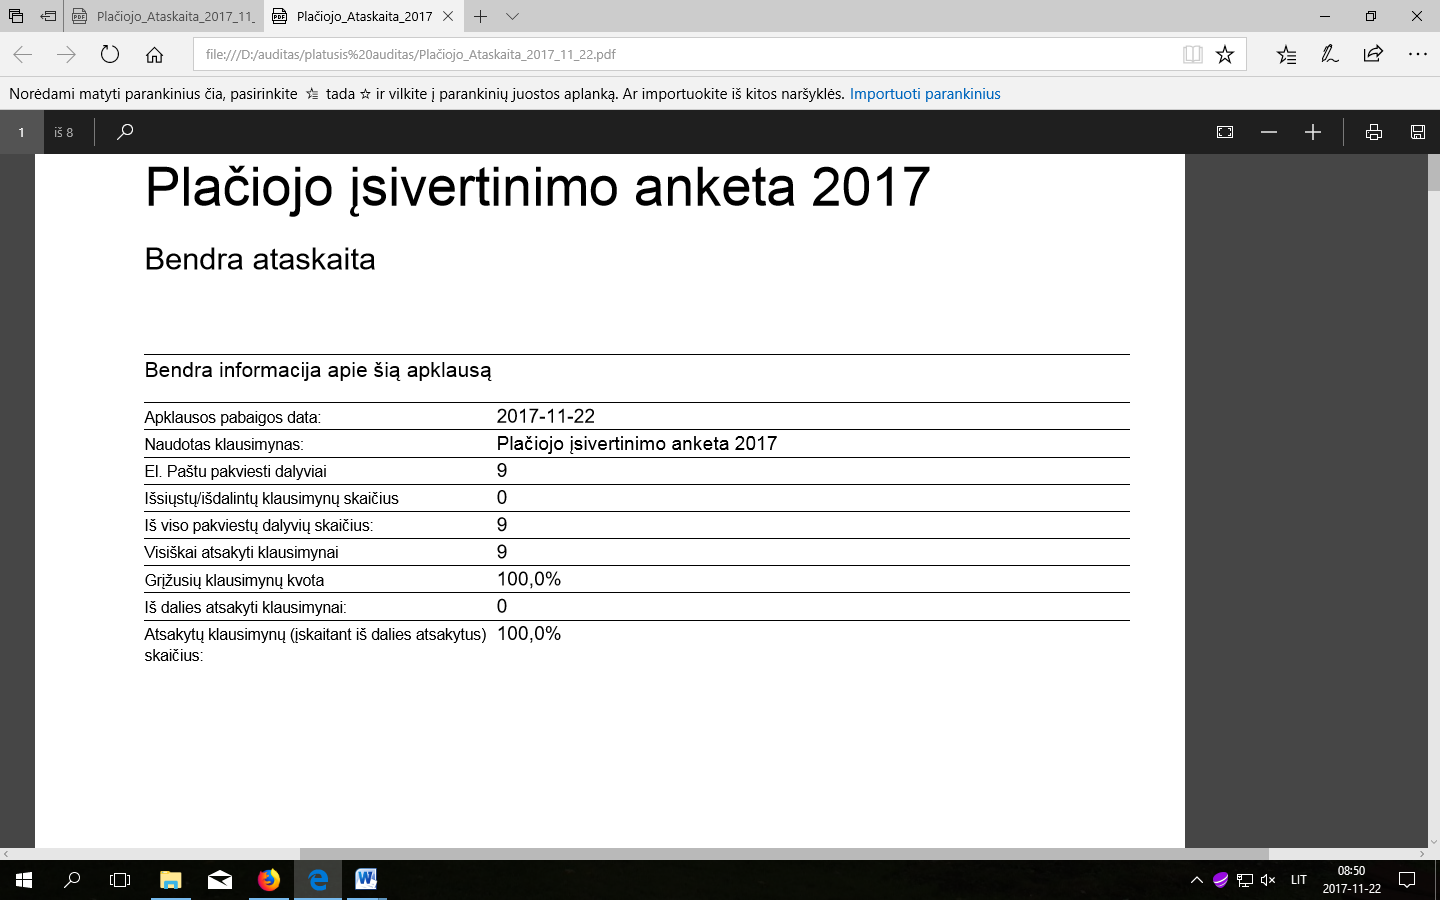 Plačiojo_Ataskaita_2017_11_
Plačiojo_Ataskaita_2017
file:///D:/auditas/platusis%20auditas/Plačiojo_Ataskaita_2017_11_22.pdf
Norėdami matyti parankinius čia, pasirinkite tada ir vilkite į parankinių juostos aplanką. Ar importuokite iš kitos naršyklės. Importuoti parankinius
1 iš 8
Plačiojo įsivertinimo anketa 2017
Bendra ataskaita
Bendra informacija apie šią apklausą
Apklausos pabaigos data: 2017-11-22
Naudotas klausimynas: Plačiojo įsivertinimo anketa 2017
El. Paštu pakviesti dalyviai 9
Išsiųstų/išdalintų klausimynų skaičius 0
Iš viso pakviestų dalyvių skaičius: 9
Visiškai atsakyti klausimynai 9
Grįžusių klausimynų kvota 100,0%
Iš dalies atsakyti klausimynai: 0
Atsakytų klausimynų (įskaitant iš dalies atsakytus) 100,0%
skaičius:
LIT
08:50
2017-11-22